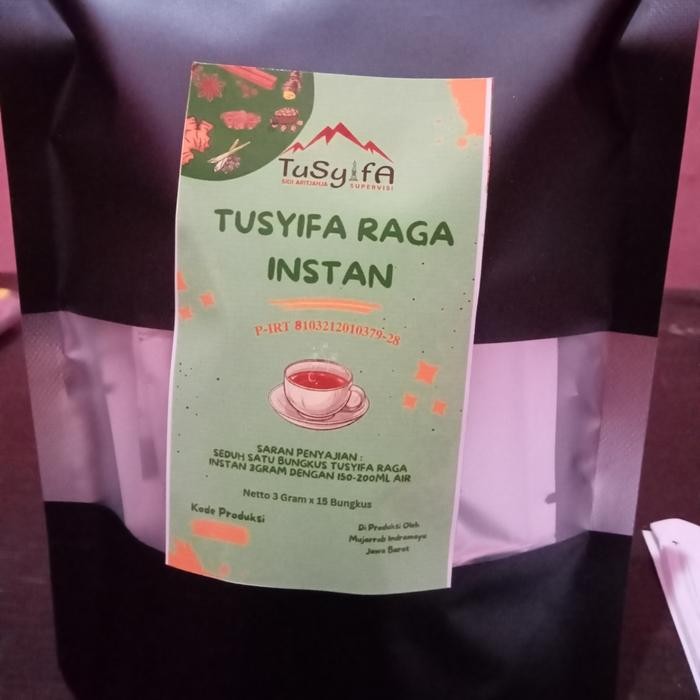 TuSyifA
SIDI ARITJAHJA SUPERVISI
TUSYIFA RAGA
INSTAN
P-IRT 8103212010379-28
SARAN PENYAJIAN :
SEDUH SATU BUNGKUS TUSYIFA RAGA
INSTAN 3GRAM DENGAN 150-200ML AIR
Netto 3 Gram x 15 Bungkus
Kode Produksi
Di Produksi Oleh
Mujarrab Indramayu
Jawa Barat